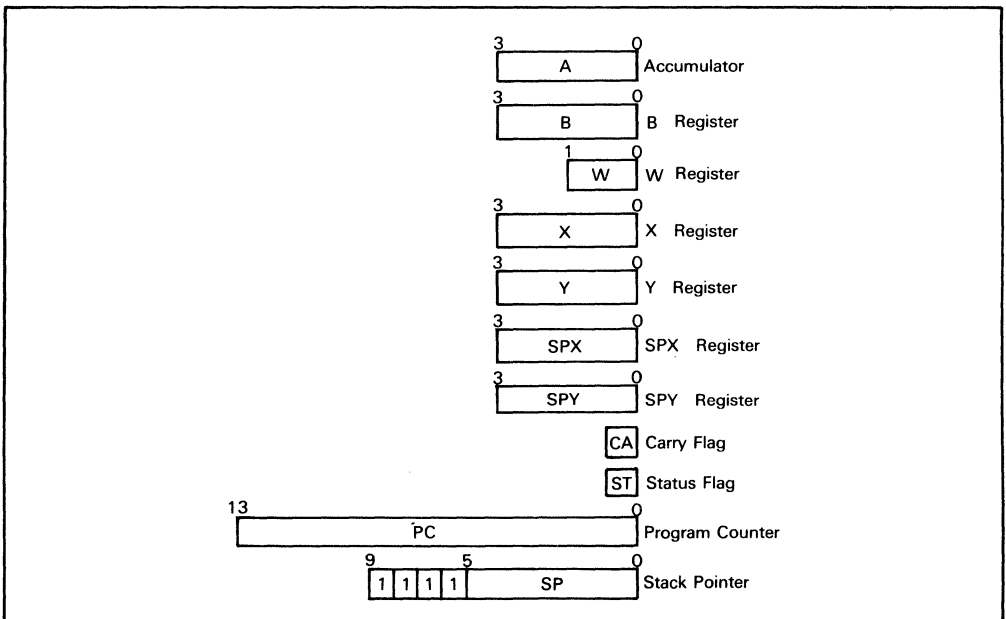 3 0
A Accumulator
3 0
B B Register
1 0
W W Register
3 0
X X Register
3 0
Y Y Register
3 0
SPX SPX Register
3 0
SPY SPY Register
CA Carry Flag
ST Status Flag
13 0
PC Program Counter
9 5 0
1 1 1 1 SP Stack Pointer